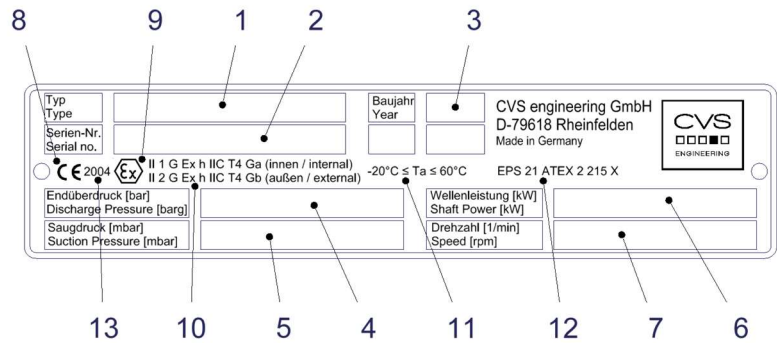 8 9 1 2 3
Typ
Type
Baujahr
Year
CVS engineering GmbH
D-79618 Rheinfelden
Made in Germany
CVS
ENGINEERING
Serien-Nr.
Serial no.
CE 2004 Ex II 1 G Ex h IIC T4 Ga (innen / internal)
II 2 G Ex h IIC T4 Gb (außen / external)
-20°C ≤ Ta ≤ 60°C
EPS 21 ATEX 2 215 X
Endüberdruck [bar]
Discharge Pressure [barg]
Wellenleistung [kW]
Shaft Power [kW]
Saugdruck [mbar]
Suction Pressure [mbar]
Drehzahl [1/min]
Speed [rpm]
13 10 5 4 11 12 7 6